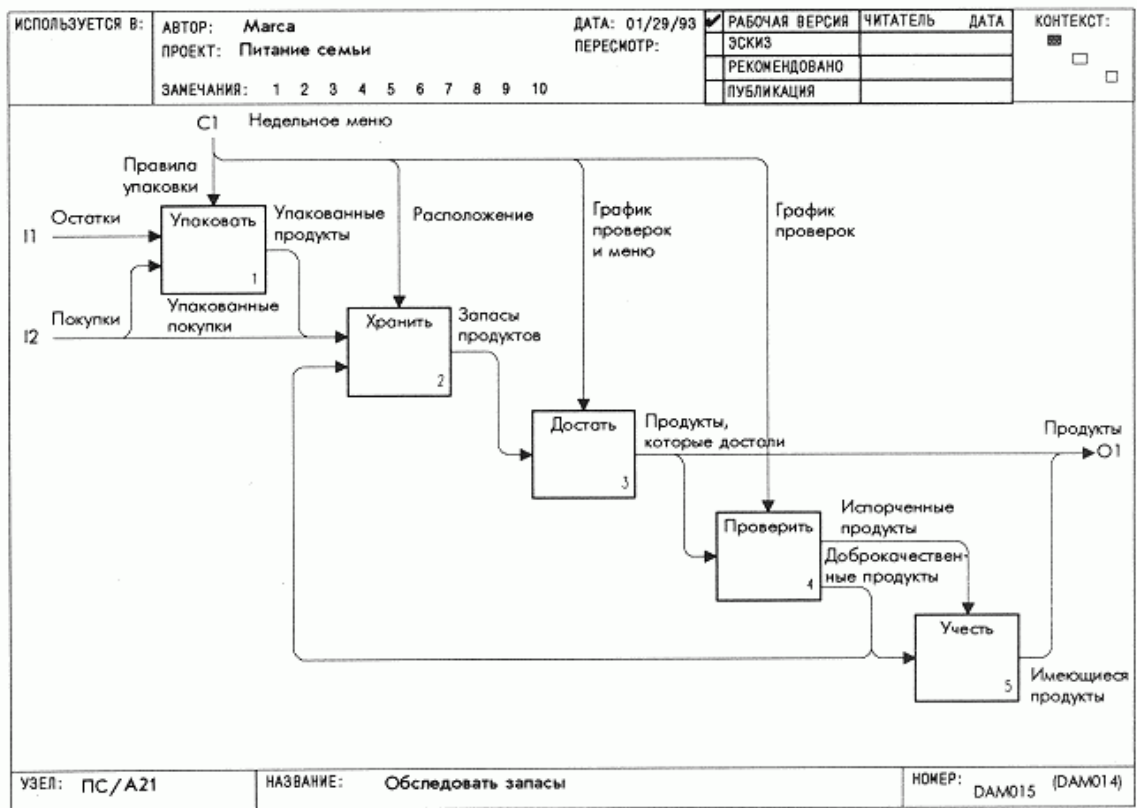 ИСПОЛЬЗУЕТСЯ В:
АВТОР: Marca
ДАТА: 01/29/93
ПРОЕКТ: Питание семьи
ПЕРЕСМОТР:
ЗАМЕЧАНИЯ: 1 2 3 4 5 6 7 8 9 10
✔ РАБОЧАЯ ВЕРСИЯ
ЭСКИЗ
РЕКОМЕНДОВАНО
ПУБЛИКАЦИЯ
ЧИТАТЕЛЬ ДАТА
КОНТЕКСТ:
C1 Недельное меню
Правила
упаковки
I1 Остатки
Упаковать
1
Упакованные
продукты
Расположение
График
проверок
и меню
График
проверок
I2 Покупки
Упакованные
покупки
Хранить
2
Запасы
продуктов
Достать
3
Продукты,
которые достали
Продукты
O1
Проверить
4
Испорченные
продукты
Доброкачествен-
ные продукты
Учесть
5
Имеющиеся
продукты
УЗЕЛ: ПС/А21
НАЗВАНИЕ: Обследовать запасы
НОМЕР: DAM015 (DAM014)